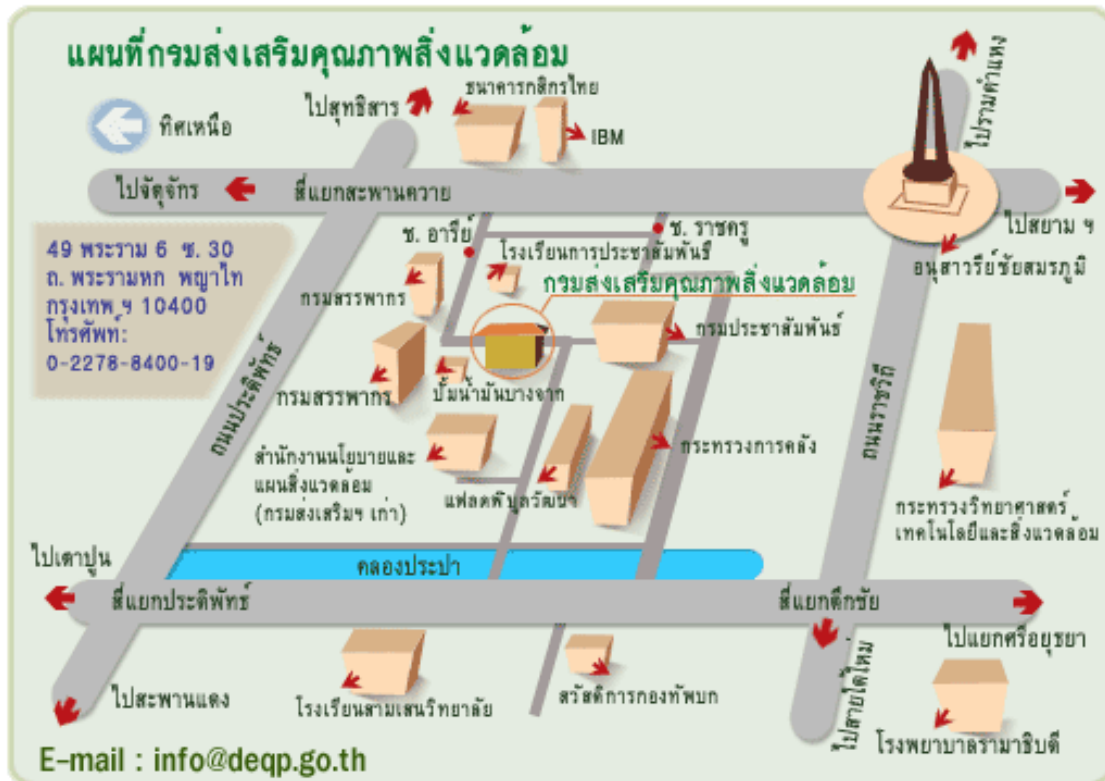 แผนที่กรมส่งเสริมคุณภาพสิ่งแวดล้อม
ทิศเหนือ
ไปสุทธิสาร
ธนาคารกสิกรไทย
IBM
ไปรามคำแหง
ไปจัตุจักร
สี่แยกสะพานควาย
ไปสยาม ฯ
อนุสาวรีย์ชัยสมรภูมิ
49 พระราม 6 ซ. 30
ถ. พระรามหก พญาไท
กรุงเทพ ฯ 10400
โทรศัพท์:
0-2278-8400-19
ช. อารีย์
ช. ราชครู
โรงเรียนการประชาสัมพันธ์
กรมสรรพากร
กรมส่งเสริมคุณภาพสิ่งแวดล้อม
กรมประชาสัมพันธ์
ถนนประดิพัทธ์
กรมสรรพากร
ปั๊มน้ำมันบางจาก
สำนักงานนโยบายและ
แผนสิ่งแวดล้อม
(กรมส่งเสริมฯ เก่า)
แฟลตพิบูลวัฒนา
กระทรวงการคลัง
ถนนราชวิถี
กระทรวงวิทยาศาสตร์
เทคโนโลยีและสิ่งแวดล้อม
ไปเตาปูน
คลองประปา
สี่แยกประดิพัทธ์
สี่แยกตึกชัย
ไปแยกศรีอยุธยา
ไปสะพานแดง
โรงเรียนสามเสนวิทยาลัย
สวัสดิการกองทัพบก
ไปสายใต้ใหม่
โรงพยาบาลรามาธิบดี
E-mail : info@deqp.go.th